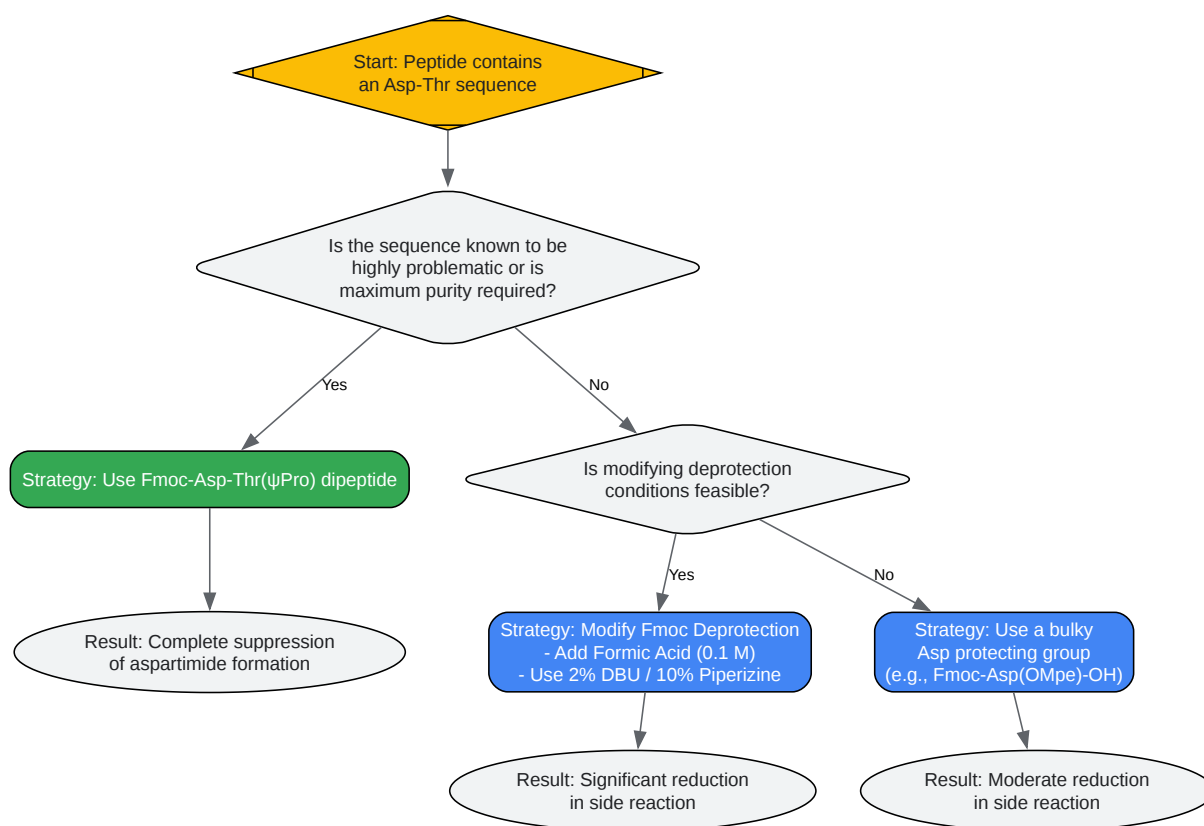 Start: Peptide contains
an Asp-Thr sequence
Is the sequence known to be
highly problematic or is
maximum purity required?
Yes
No
Strategy: Use Fmoc-Asp-Thr(ψPro) dipeptide
Is modifying deprotection
conditions feasible?
Yes
No
Result: Complete suppression
of aspartimide formation
Strategy: Modify Fmoc Deprotection
- Add Formic Acid (0.1 M)
- Use 2% DBU / 10% Piperizine
Strategy: Use a bulky
Asp protecting group
(e.g., Fmoc-Asp(OMpe)-OH)
Result: Significant reduction
in side reaction
Result: Moderate reduction
in side reaction